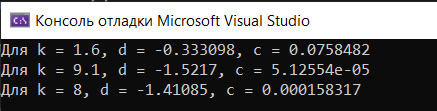 Консоль отладки Microsoft Visual Studio
Для k = 1.6, d = -0.333098, c = 0.0758482
Для k = 9.1, d = -1.5217, c = 5.12554e-05
Для k = 8, d = -1.41085, c = 0.000158317